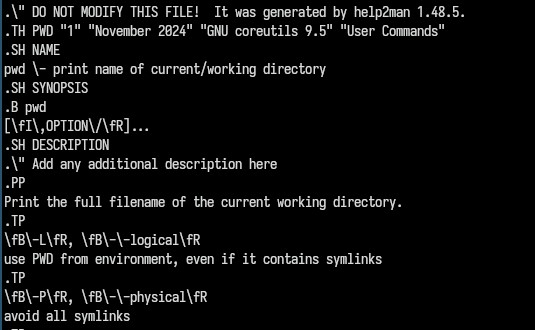 .\" DO NOT MODIFY THIS FILE!  It was generated by help2man 1.48.5.
.TH PWD "1" "November 2024" "GNU coreutils 9.5" "User Commands"
.SH NAME
pwd \- print name of current/working directory
.SH SYNOPSIS
.B pwd
[\fI\,OPTION\/\fR]...
.SH DESCRIPTION
.\" Add any additional description here
.PP
Print the full filename of the current working directory.
.TP
\fB\-L\fR, \fB\-\-logical\fR
use PWD from environment, even if it contains symlinks
.TP
\fB\-P\fR, \fB\-\-physical\fR
avoid all symlinks